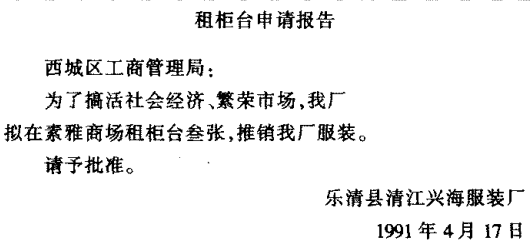 租柜台申请报告
西城区工商管理局:
为了搞活社会经济、繁荣市场,我厂
拟在素雅商场租柜台叁张,推销我厂服装。
请予批准。
乐清县清江兴海服装厂
1991年4月17日